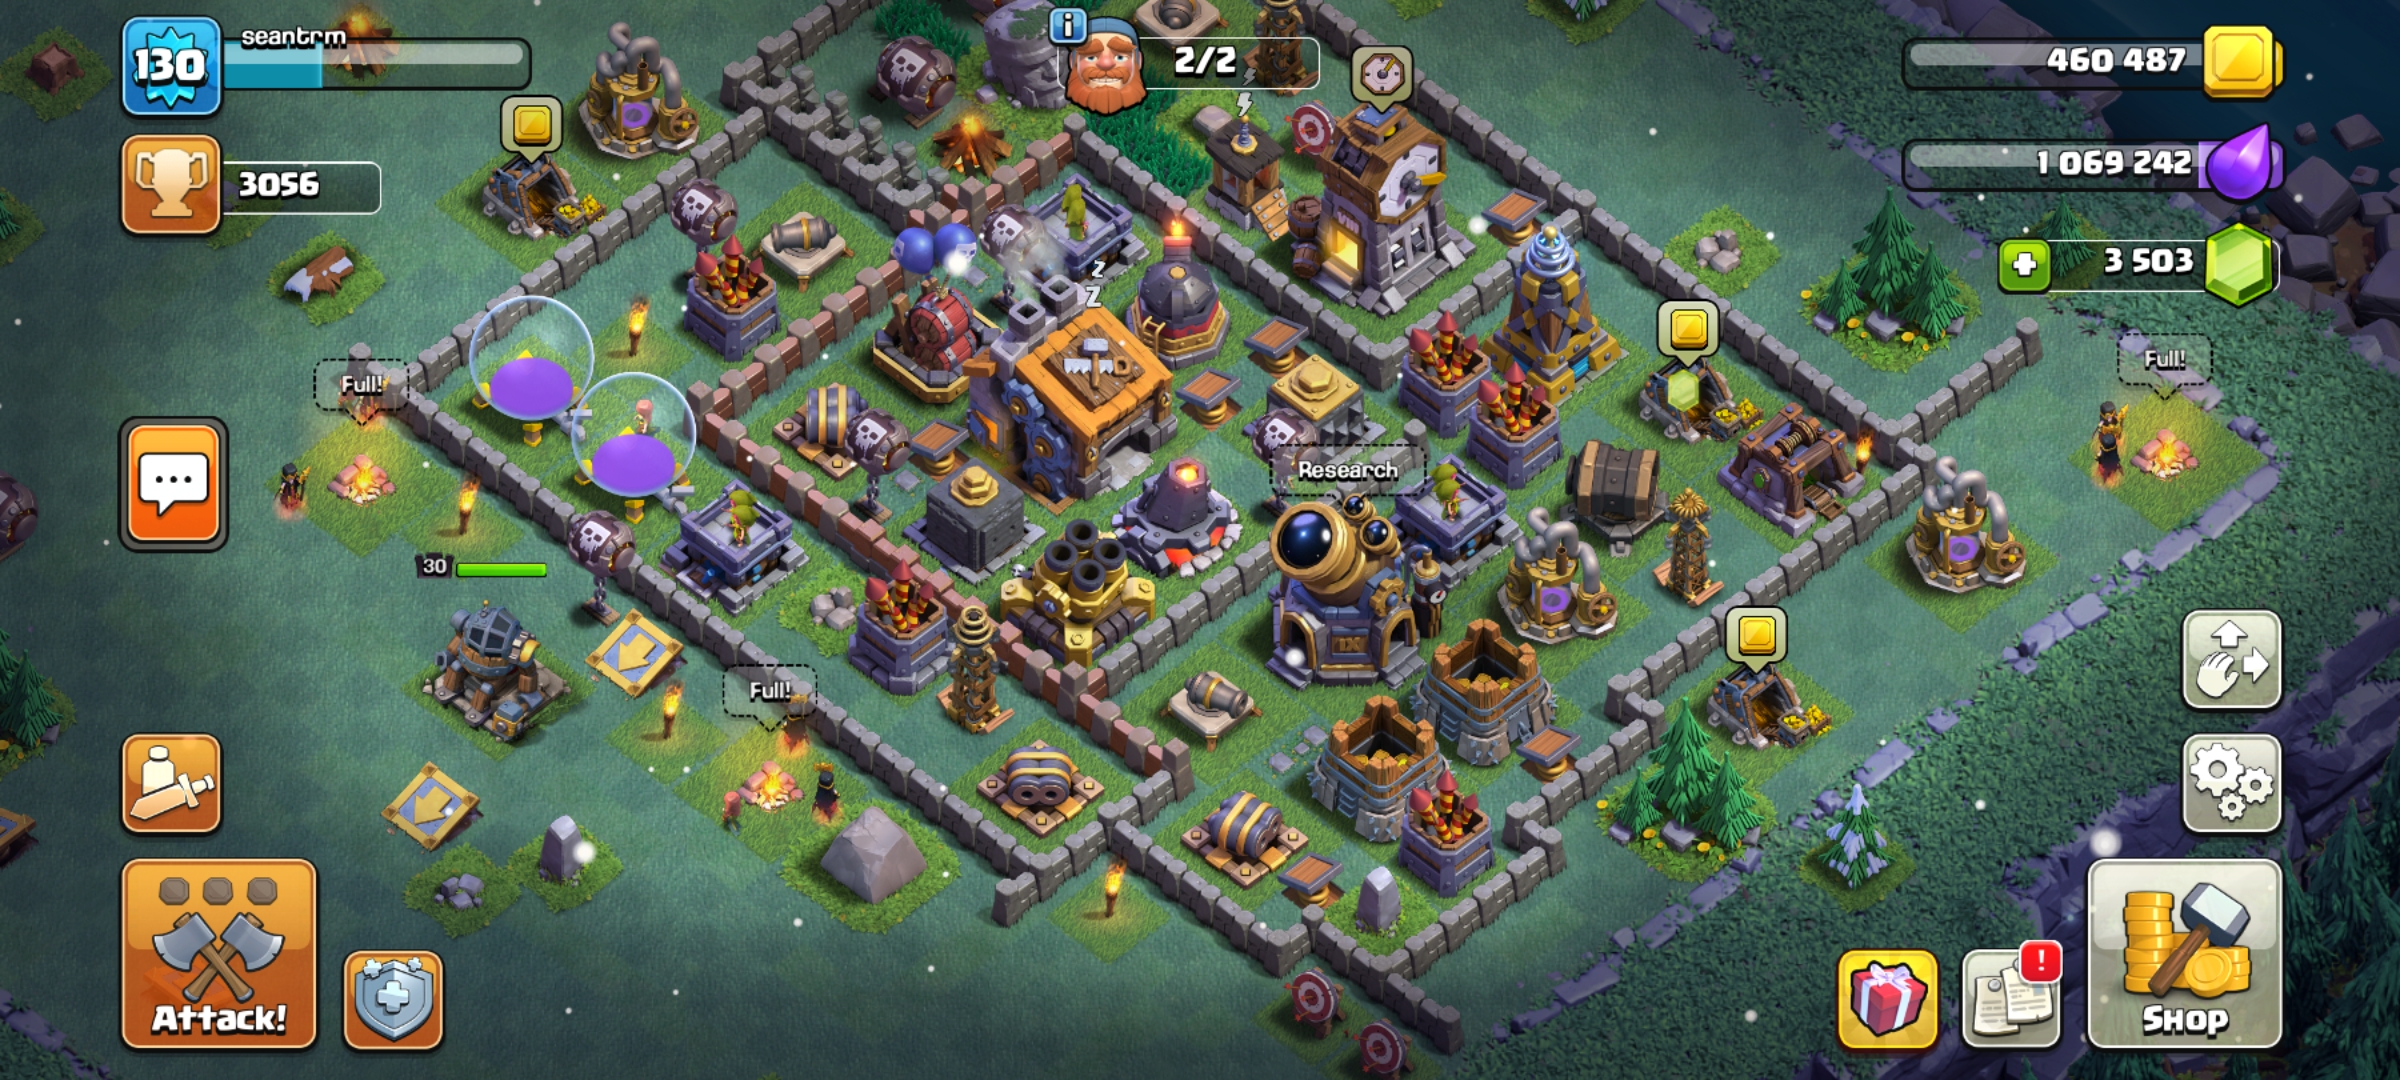 130
seantrm
2/2
460 487
3056
1 069 242
3 503
Full!
Full!
Research
30
Full!
Attack!
!
Shop